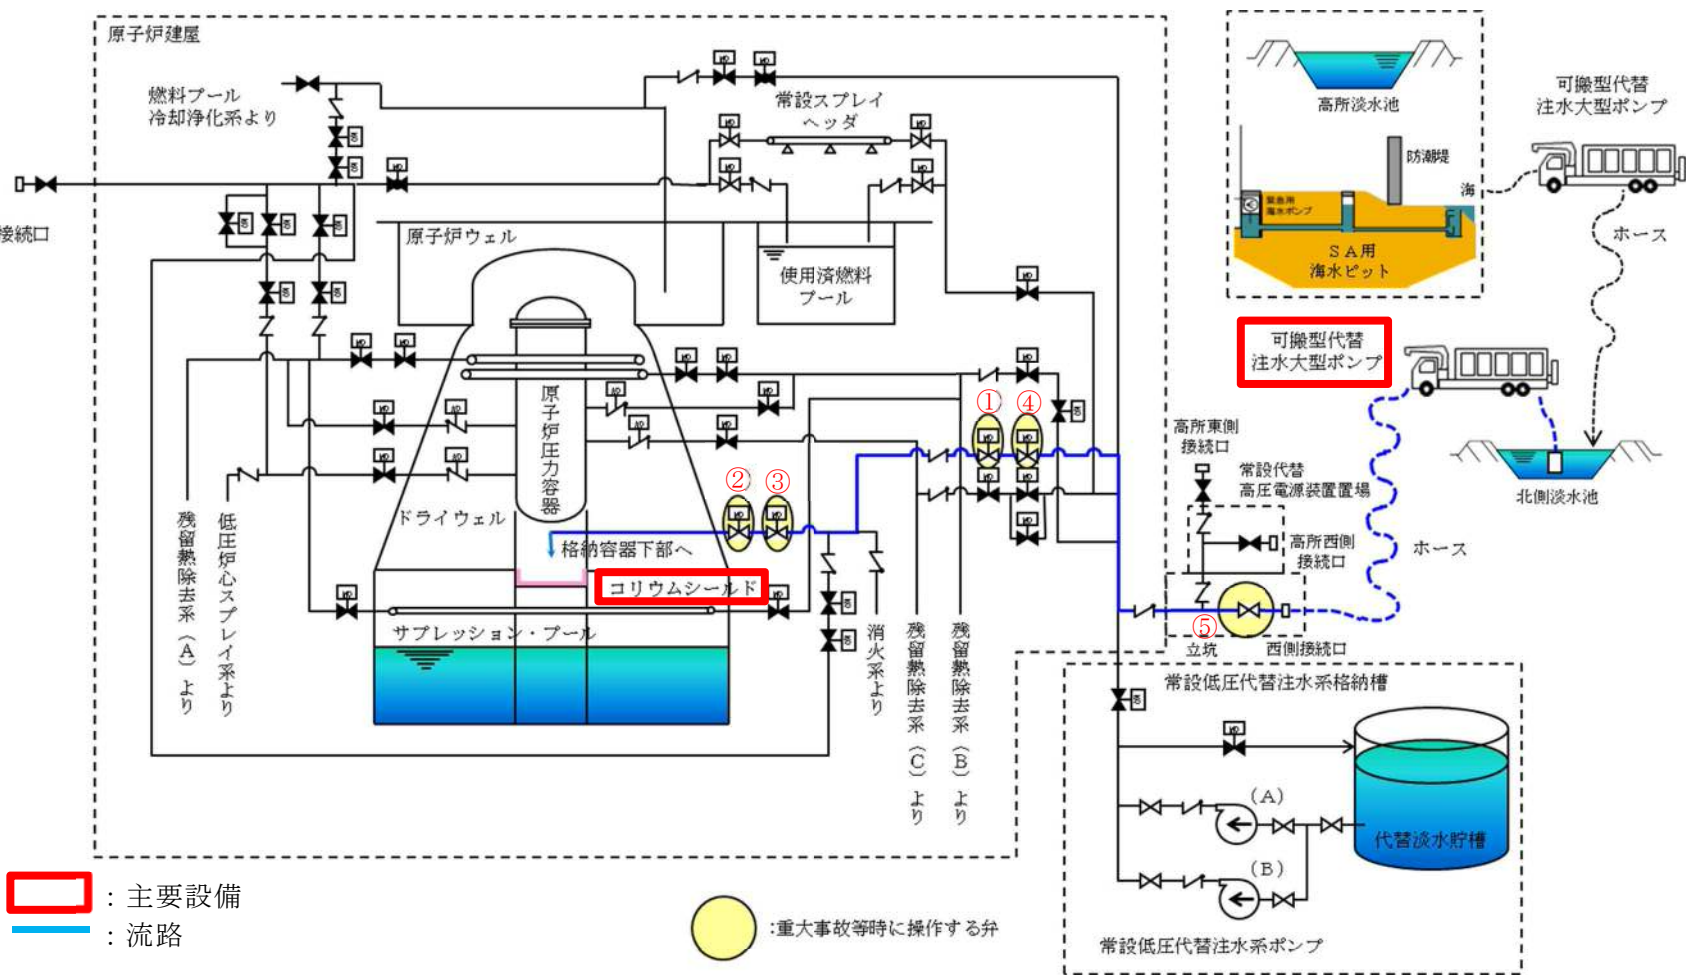 原子炉建屋
燃料プール
冷却浄化系より
常設スプレイ
ヘッダ
接続口
原子炉ウェル
使用済燃料
プール
原子炉圧力容器
ドライウェル
格納容器下部へ
コリウムシールド
サプレッション・プール
残留熱除去系(A)より
低圧炉心スプレイ系より
消火系より
残留熱除去系(C)より
残留熱除去系(B)より
①
④
②
③
⑤
高所淡水池
防潮堤
海
緊急用
海水ポンプ
SA用
海水ピット
可搬型代替
注水大型ポンプ
ホース
可搬型代替
注水大型ポンプ
北側淡水池
ホース
高所東側
接続口
常設代替
高圧電源装置置場
高所西側
接続口
立坑
西側接続口
常設低圧代替注水系格納槽
(A)
(B)
代替淡水貯槽
常設低圧代替注水系ポンプ
:主要設備
:流路
:重大事故等時に操作する弁